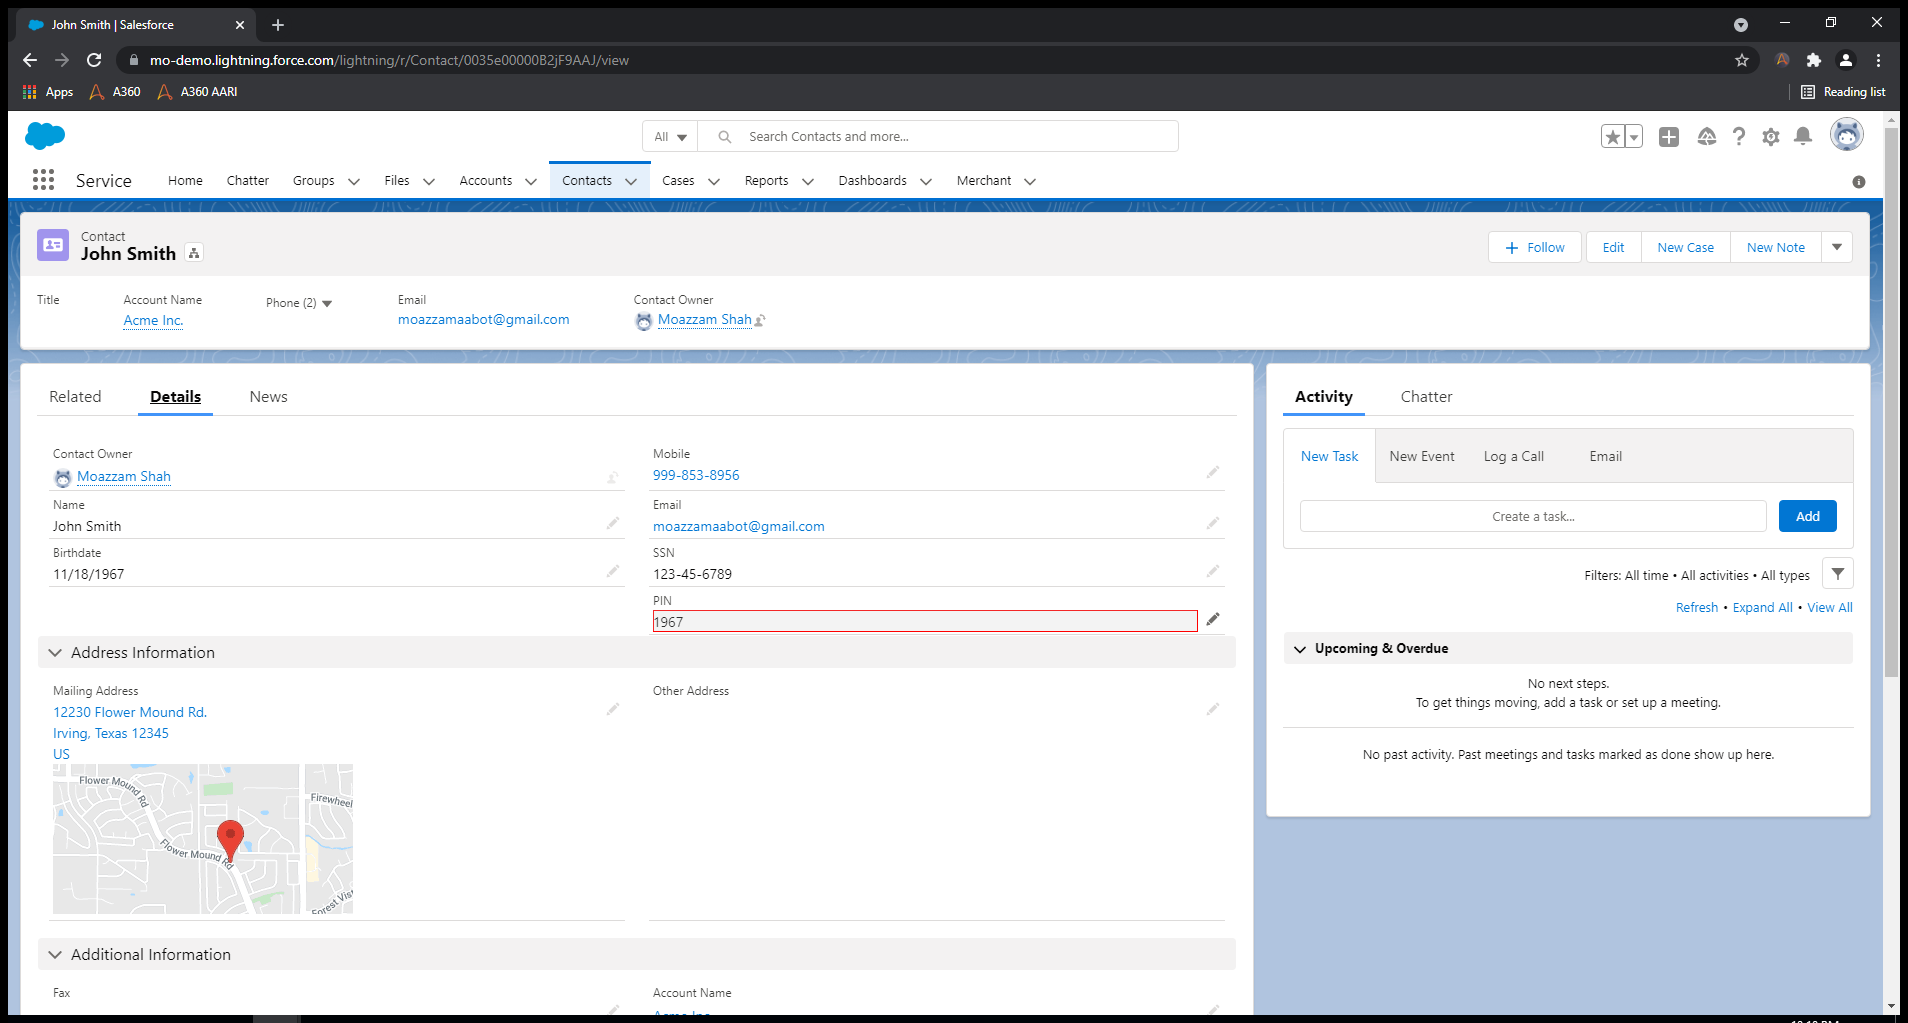 John Smith | Salesforce
mo-demo.lightning.force.com/lightning/r/Contact/0035e00000B2jF9AAJ/view
Apps A360 A360 AARI Reading list
All Search Contacts and more...
Service Home Chatter Groups Files Accounts Contacts Cases Reports Dashboards Merchant
Contact
John Smith
Follow Edit New Case New Note
Title Account Name Phone (2) Email Contact Owner
Acme Inc. moazzamaabot@gmail.com Moazzam Shah
Related Details News
Contact Owner
Moazzam Shah
Mobile
999-853-8956
Name
John Smith
Email
moazzamaabot@gmail.com
Birthdate
11/18/1967
SSN
123-45-6789
PIN
1967
Address Information
Mailing Address
12230 Flower Mound Rd.
Irving, Texas 12345
US
Other Address
Flower Mound Rd
Firewheel
Flower Mound Rd
Forest Vist
Additional Information
Fax
Account Name
Acme Inc.
Activity Chatter
New Task New Event Log a Call Email
Create a task... Add
Filters: All time • All activities • All types
Refresh • Expand All • View All
Upcoming & Overdue
No next steps.
To get things moving, add a task or set up a meeting.
No past activity. Past meetings and tasks marked as done show up here.